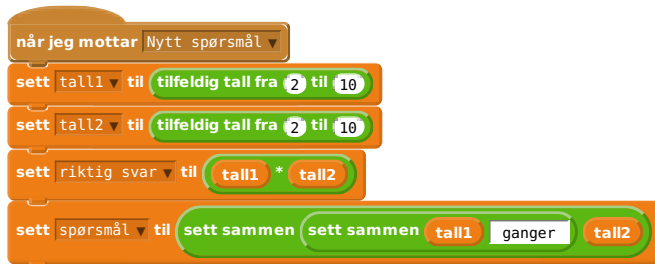 når jeg mottar Nytt spørsmål
sett tall1 til tilfeldig tall fra 2 til 10
sett tall2 til tilfeldig tall fra 2 til 10
sett riktig svar til tall1 * tall2
sett spørsmål til sett sammen sett sammen tall1 ganger tall2